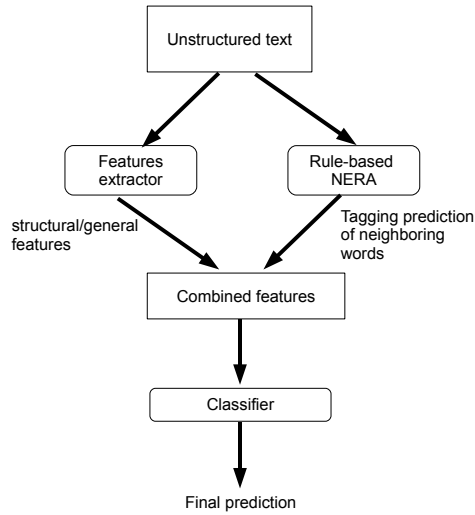 Unstructured text
Features
extractor
Rule-based
NERA
structural/general
features
Tagging prediction
of neighboring
words
Combined features
Classifier
Final prediction